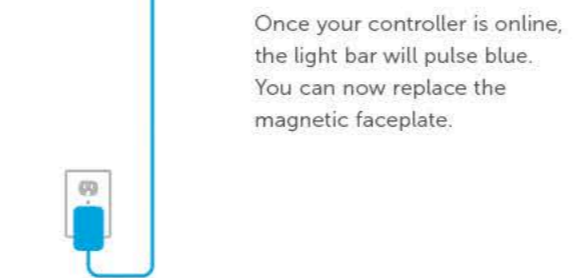 Once your controller is online,
the light bar will pulse blue.
You can now replace the
magnetic faceplate.